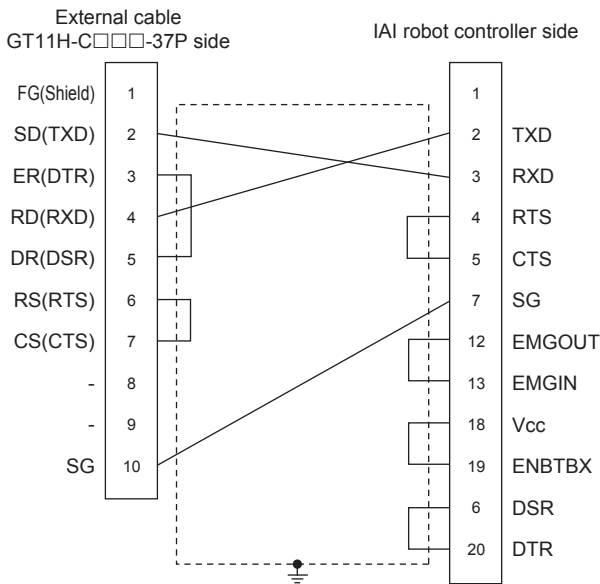 External cable
GT11H-C□□□-37P side
IAI robot controller side
FG(Shield) 1
SD(TXD) 2
ER(DTR) 3
RD(RXD) 4
DR(DSR) 5
RS(RTS) 6
CS(CTS) 7
- 8
- 9
SG 10
1
2 TXD
3 RXD
4 RTS
5 CTS
7 SG
12 EMGOUT
13 EMGIN
18 Vcc
19 ENBTBX
6 DSR
20 DTR